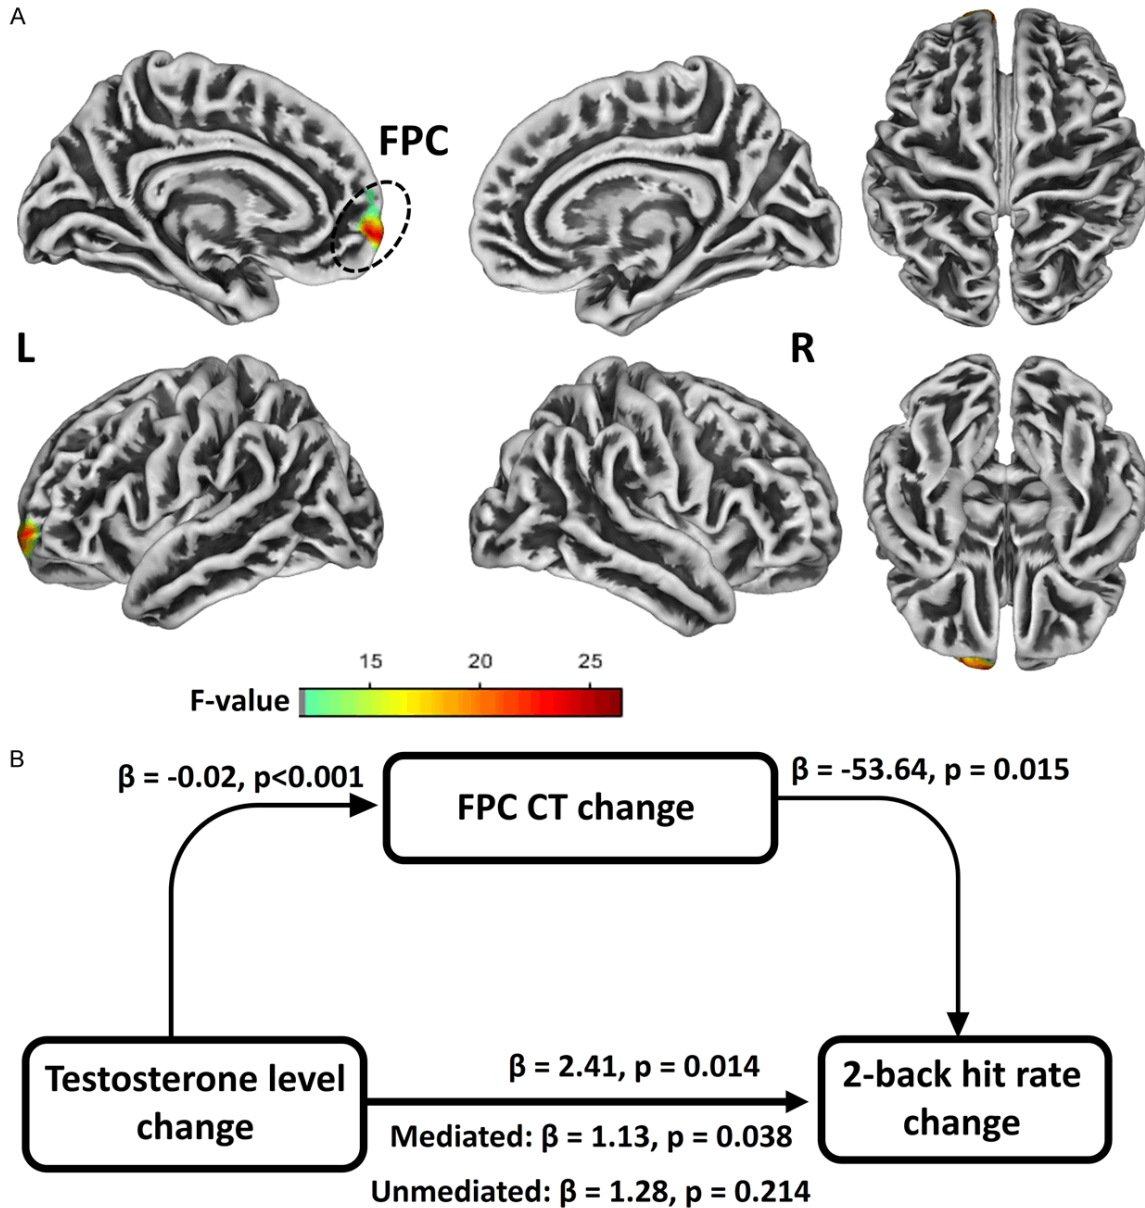 A
FPC
L
R
15 20 25
F-value
B
β = -0.02, p<0.001
β = -53.64, p = 0.015
FPC CT change
Testosterone level
change
β = 2.41, p = 0.014
Mediated: β = 1.13, p = 0.038
Unmediated: β = 1.28, p = 0.214
2-back hit rate
change